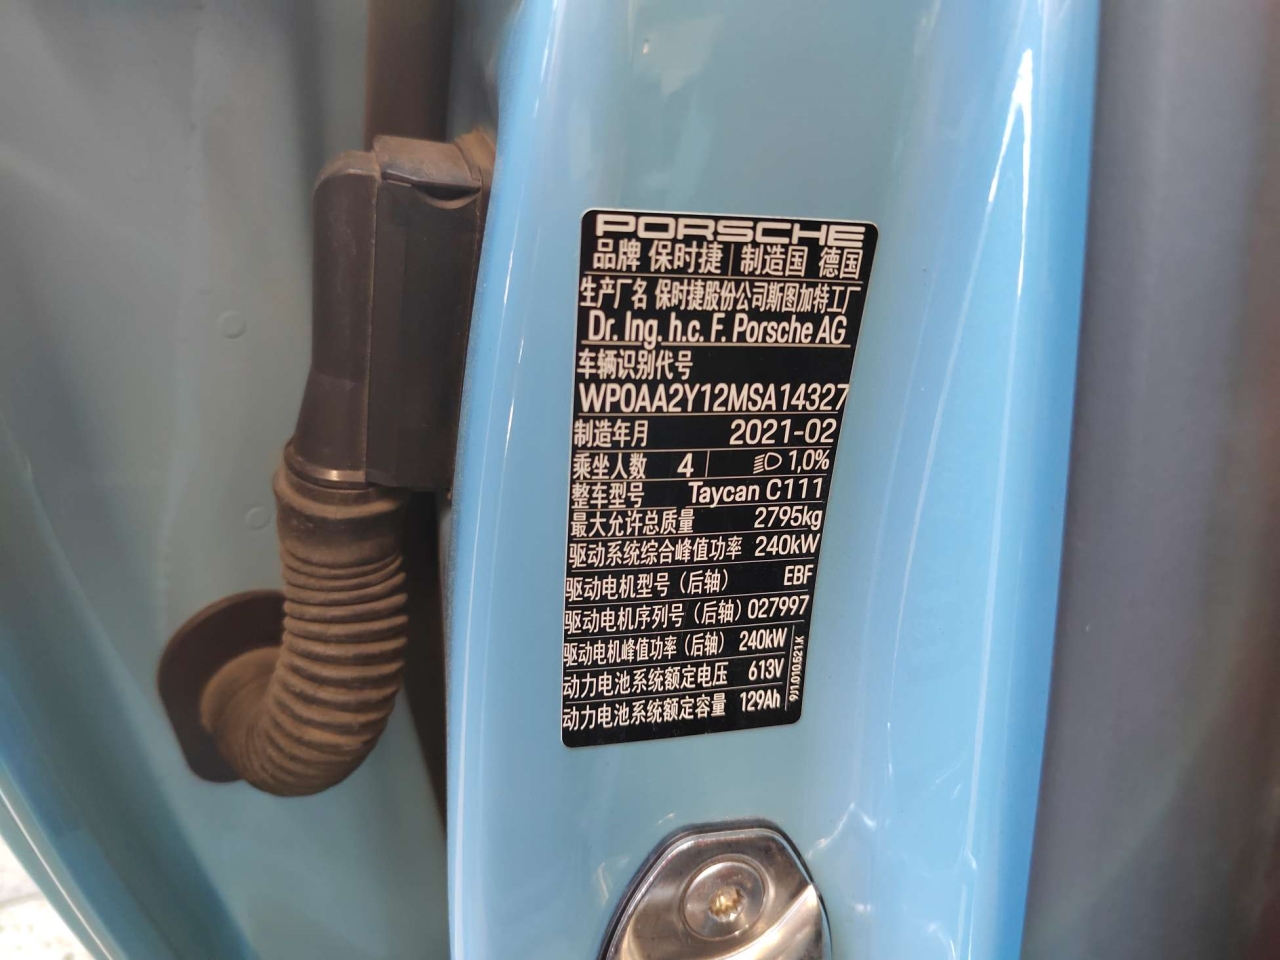 PORSCHE
品牌 保时捷 制造国 德国
生产厂名 保时捷股份公司斯图加特工厂
Dr. Ing. h.c. F. Porsche AG
车辆识别代号
WP0AA2Y12MSA14327
制造年月 2021-02
乘坐人数 4 1,0%
整车型号 Taycan C111
最大允许总质量 2795kg
驱动系统综合峰值功率 240kW
驱动电机型号（后轴） EBF
驱动电机序列号（后轴） 027997
驱动电机峰值功率（后轴） 240kW
动力电池系统额定电压 613V
动力电池系统额定容量 129Ah
9J1.010.521.K